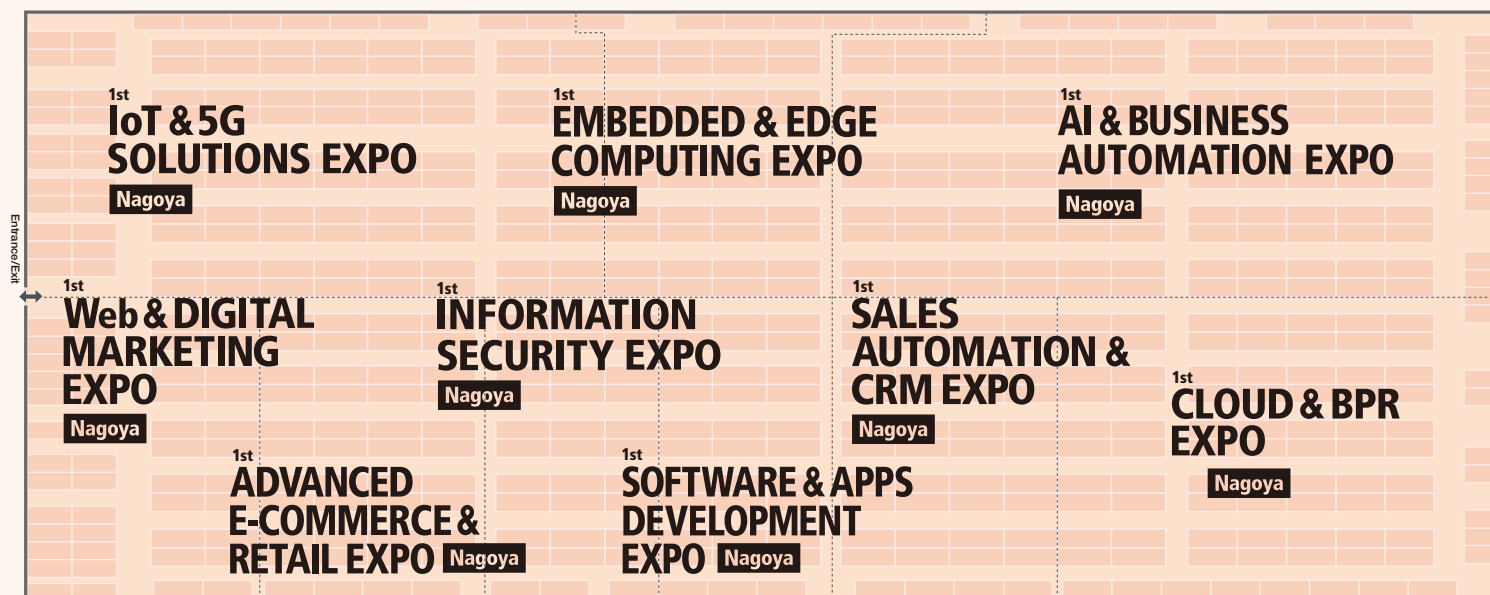 1st
IoT & 5G
SOLUTIONS EXPO
Nagoya
1st
EMBEDDED & EDGE
COMPUTING EXPO
Nagoya
1st
AI & BUSINESS
AUTOMATION EXPO
Nagoya
Entrance/Exit
1st
Web & DIGITAL
MARKETING
EXPO
Nagoya
1st
INFORMATION
SECURITY EXPO
Nagoya
1st
SALES
AUTOMATION &
CRM EXPO
Nagoya
1st
CLOUD & BPR
EXPO
Nagoya
1st
ADVANCED
E-COMMERCE &
RETAIL EXPO Nagoya
1st
SOFTWARE & APPS
DEVELOPMENT
EXPO Nagoya